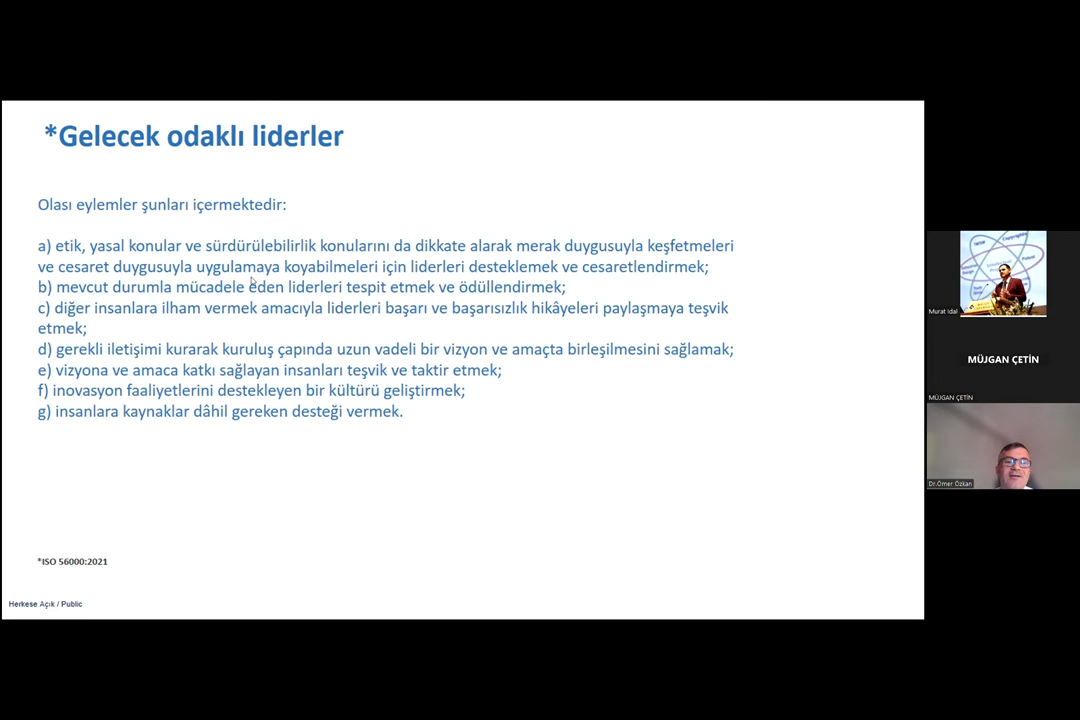 *Gelecek odaklı liderler
Olası eylemler şunları içermektedir:
a) etik, yasal konular ve sürdürülebilirlik konularını da dikkate alarak merak duygusuyla keşfetmeleri
ve cesaret duygusuyla uygulamaya koyabilmeleri için liderleri desteklemek ve cesaretlendirmek;
b) mevcut durumla mücadele eden liderleri tespit etmek ve ödüllendirmek;
c) diğer insanlara ilham vermek amacıyla liderleri başarı ve başarısızlık hikâyeleri paylaşmaya teşvik
etmek;
d) gerekli iletişimi kurarak kuruluş çapında uzun vadeli bir vizyon ve amaçta birleşilmesini sağlamak;
e) vizyona ve amaca katkı sağlayan insanları teşvik ve taktir etmek;
f) inovasyon faaliyetlerini destekleyen bir kültürü geliştirmek;
g) insanlara kaynaklar dâhil gereken desteği vermek.
*ISO 56000:2021
Herkese Açık / Public
Murat Idal
MÜJGAN ÇETİN
MÜJGAN ÇETİN
Dr.Ömer Özkan